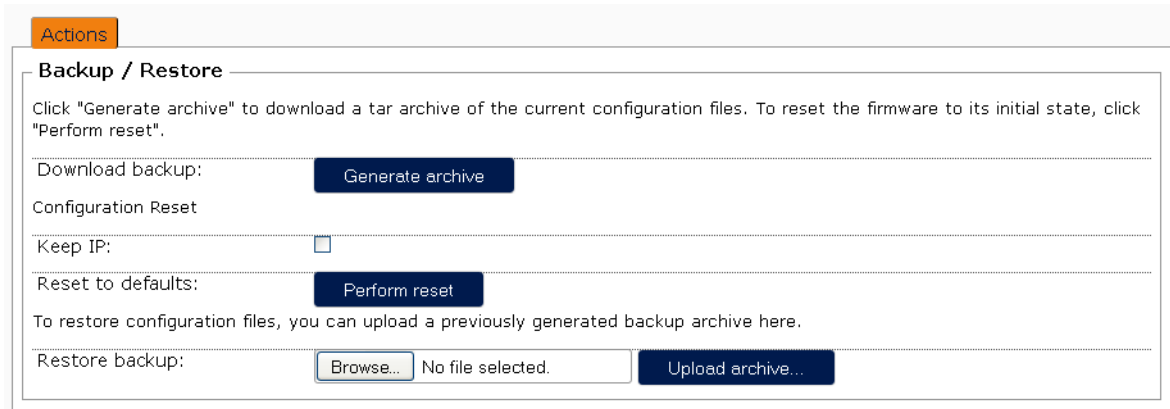 Actions
Backup / Restore
Click "Generate archive" to download a tar archive of the current configuration files. To reset the firmware to its initial state, click
"Perform reset".
Download backup:
Generate archive
Configuration Reset
Keep IP:
Reset to defaults:
Perform reset
To restore configuration files, you can upload a previously generated backup archive here.
Restore backup:
Browse... No file selected.
Upload archive...